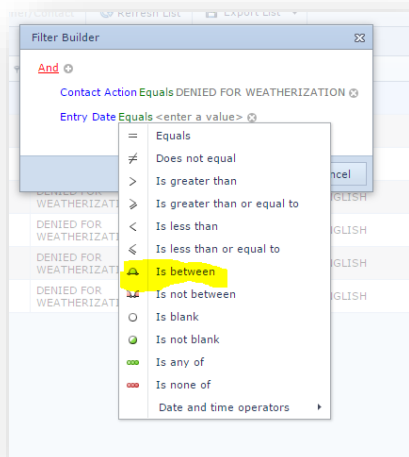 Refresh List Export List
Filter Builder
And
Contact Action Equals DENIED FOR WEATHERIZATION
Entry Date Equals <enter a value>
Equals
Does not equal
Is greater than
Is greater than or equal to
Is less than
Is less than or equal to
Is between
Is not between
Is blank
Is not blank
Is any of
Is none of
Date and time operators
ncel
DENIED FOR
WEATHERIZATI
GLISH
DENIED FOR
WEATHERIZATI
GLISH
DENIED FOR
WEATHERIZATI
GLISH
DENIED FOR
WEATHERIZATI
GLISH